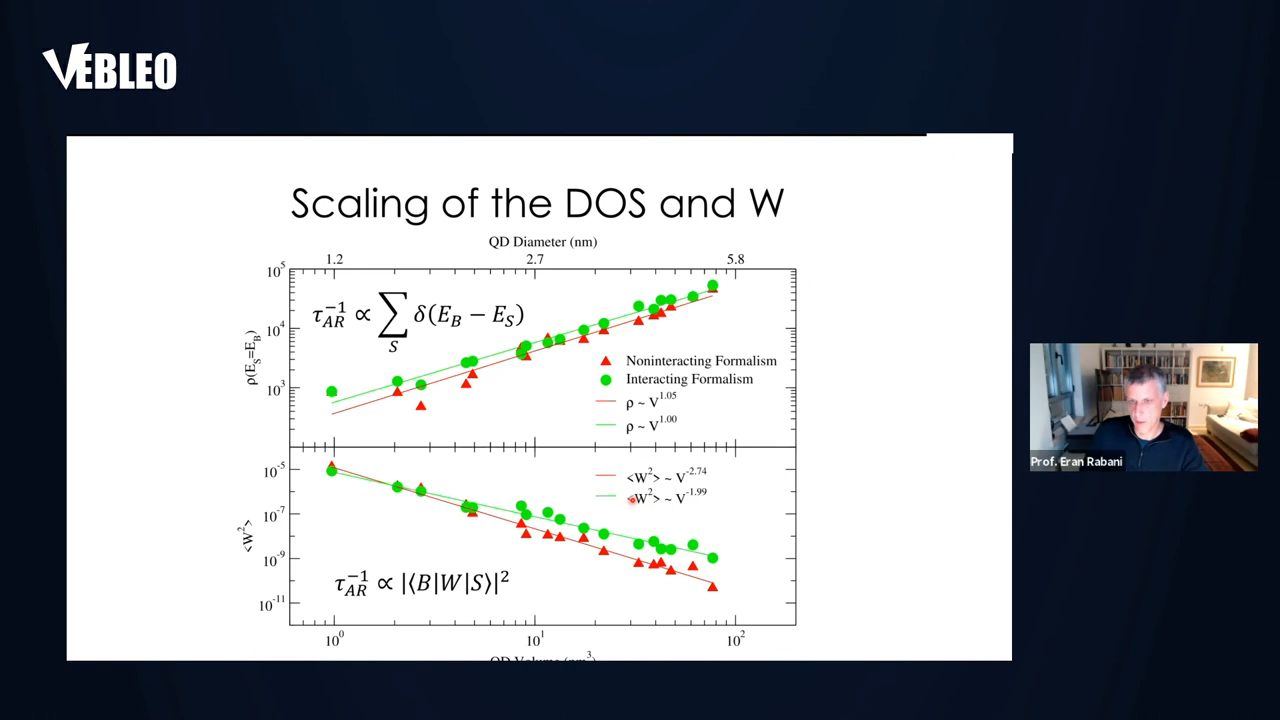 VEBLEO
Scaling of the DOS and W
QD Diameter (nm)
1.2 2.7 5.8
10^5
τ_AR^-1 ∝ ∑_S δ(E_B − E_S)
10^4
ρ(E_S=E_B)
10^3
Noninteracting Formalism
Interacting Formalism
ρ ~ V^1.05
ρ ~ V^1.00
10^-5
<W^2> ~ V^-2.74
<W^2> ~ V^-1.99
10^-7
<W^2>
10^-9
τ_AR^-1 ∝ |⟨B|W|S⟩|^2
10^-11
10^0 10^1 10^2
QD Volume (nm^3)
Prof. Eran Rabani